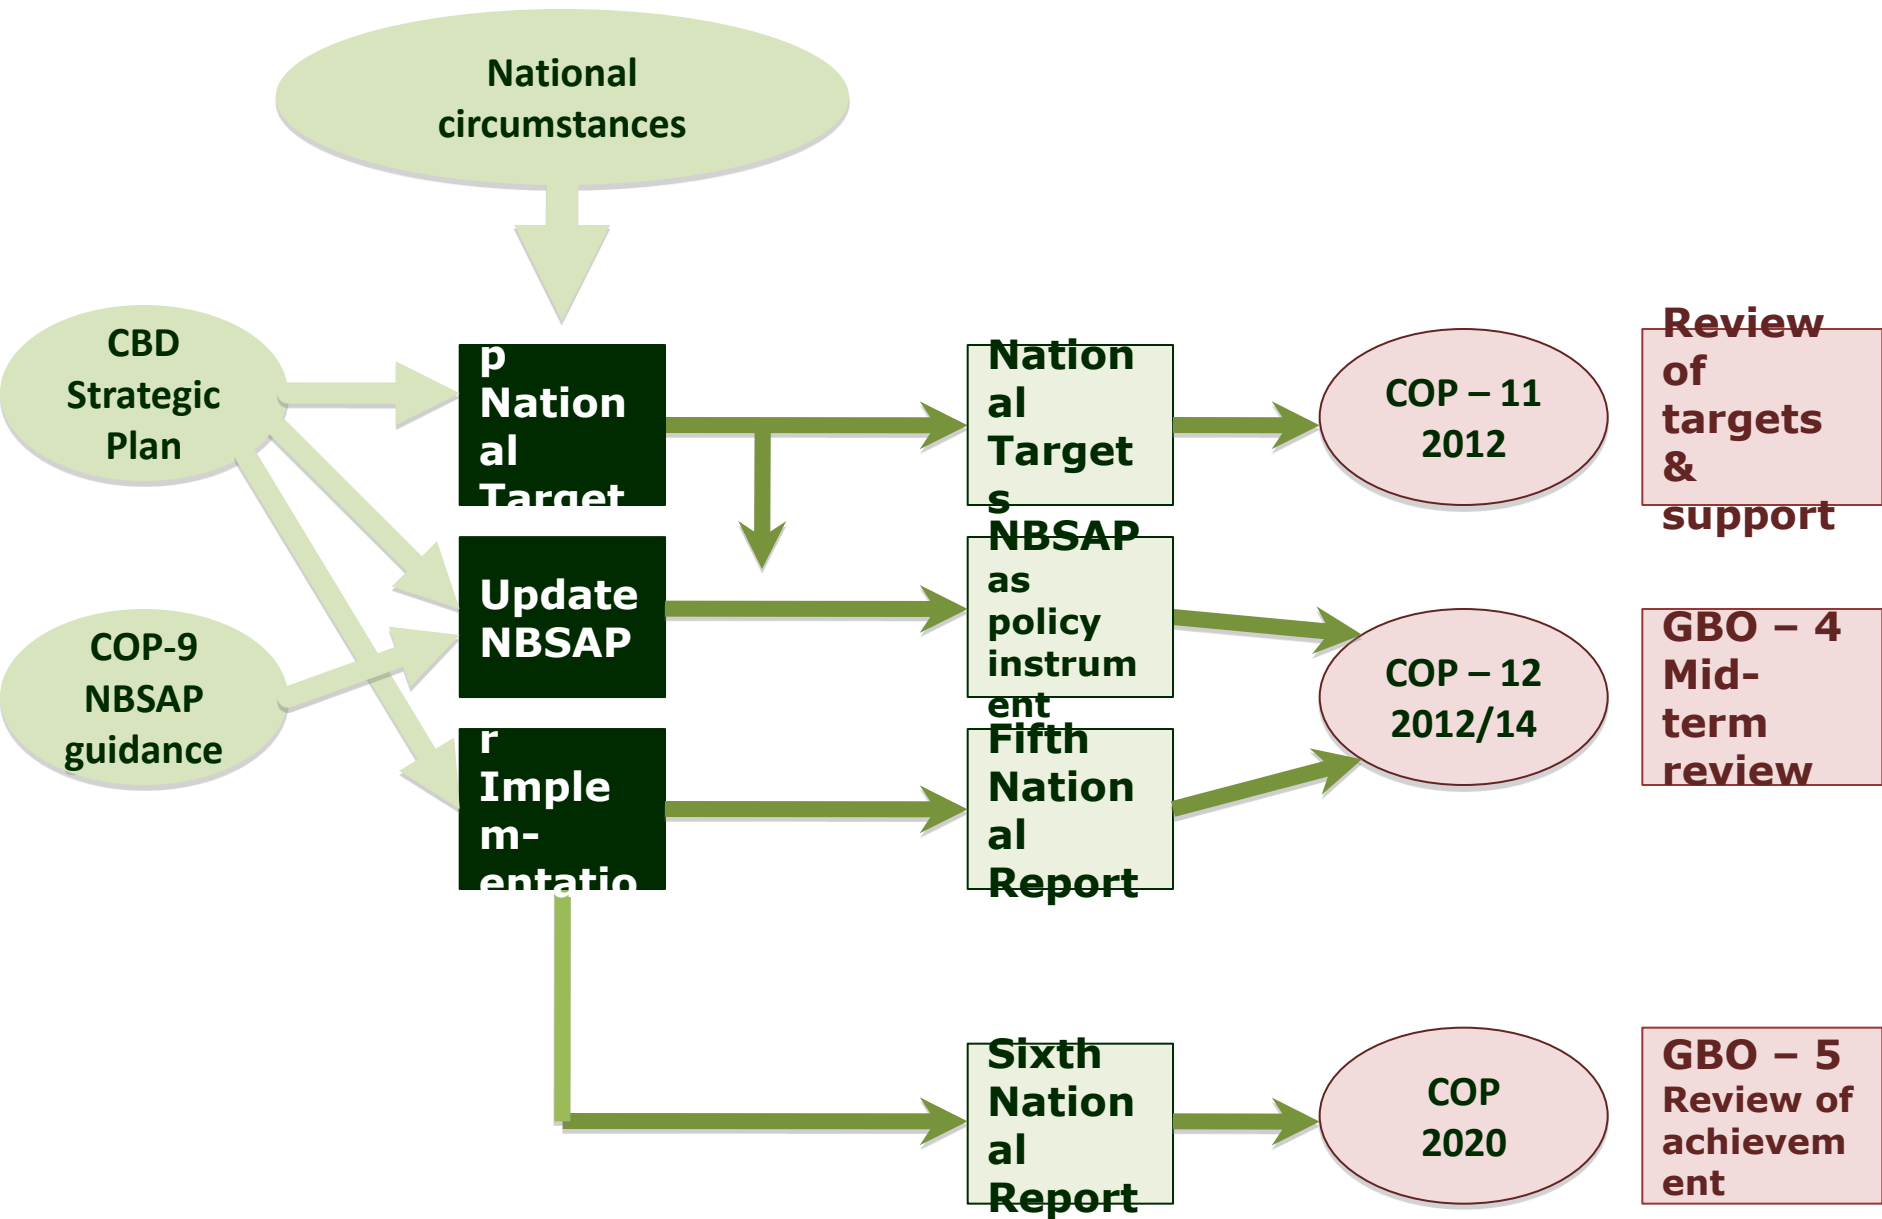 National
circumstances
CBD
Strategic
Plan
COP-9
NBSAP
guidance
p
Nation
al
Target
Update
NBSAP
r
Implem
m-
entatio
Nation
al
Target
s
NBSAP
as
policy
instrum
ent
Fifth
Nation
al
Report
Sixth
Nation
al
Report
COP – 11
2012
COP – 12
2012/14
COP
2020
Review
of
targets
&
support
GBO – 4
Mid-
term
review
GBO – 5
Review of
achievem
ent